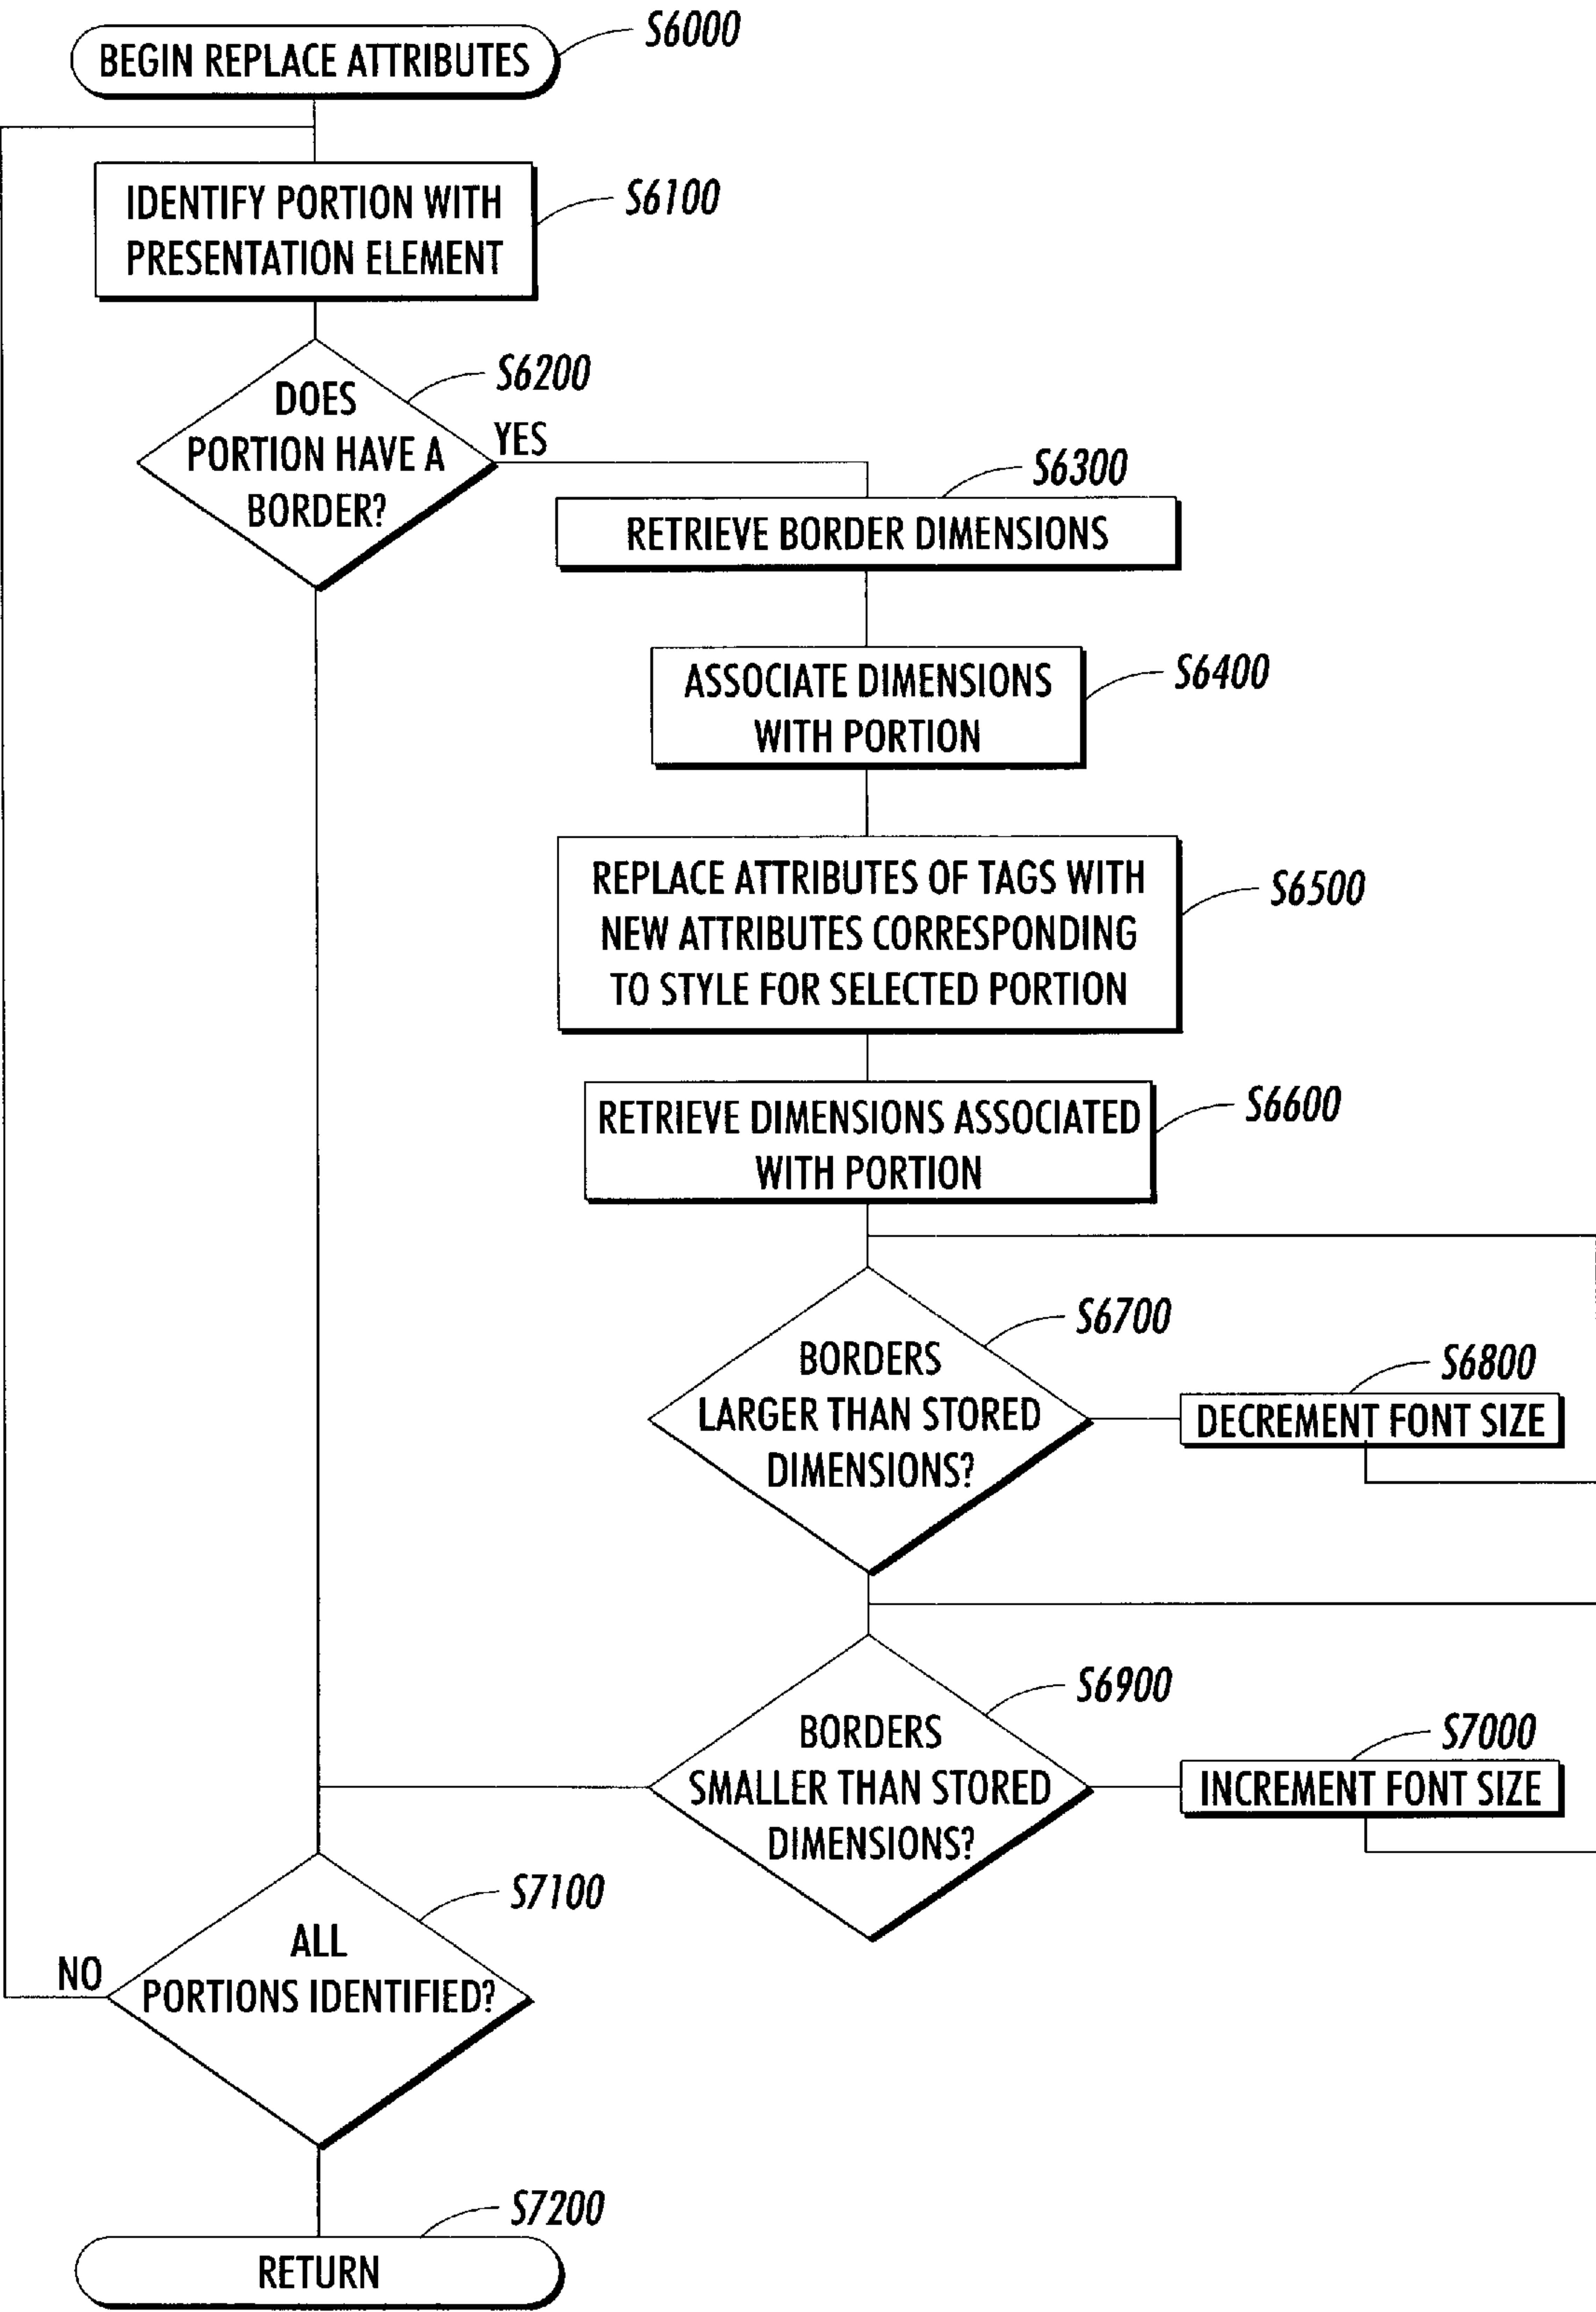 BEGIN REPLACE ATTRIBUTES
S6000
IDENTIFY PORTION WITH
PRESENTATION ELEMENT
S6100
DOES
PORTION HAVE A
BORDER?
S6200
YES
S6300
RETRIEVE BORDER DIMENSIONS
ASSOCIATE DIMENSIONS
WITH PORTION
S6400
REPLACE ATTRIBUTES OF TAGS WITH
NEW ATTRIBUTES CORRESPONDING
TO STYLE FOR SELECTED PORTION
S6500
RETRIEVE DIMENSIONS ASSOCIATED
WITH PORTION
S6600
BORDERS
LARGER THAN STORED
DIMENSIONS?
S6700
S6800
DECREMENT FONT SIZE
BORDERS
SMALLER THAN STORED
DIMENSIONS?
S6900
S7000
INCREMENT FONT SIZE
ALL
PORTIONS IDENTIFIED?
S7100
NO
S7200
RETURN